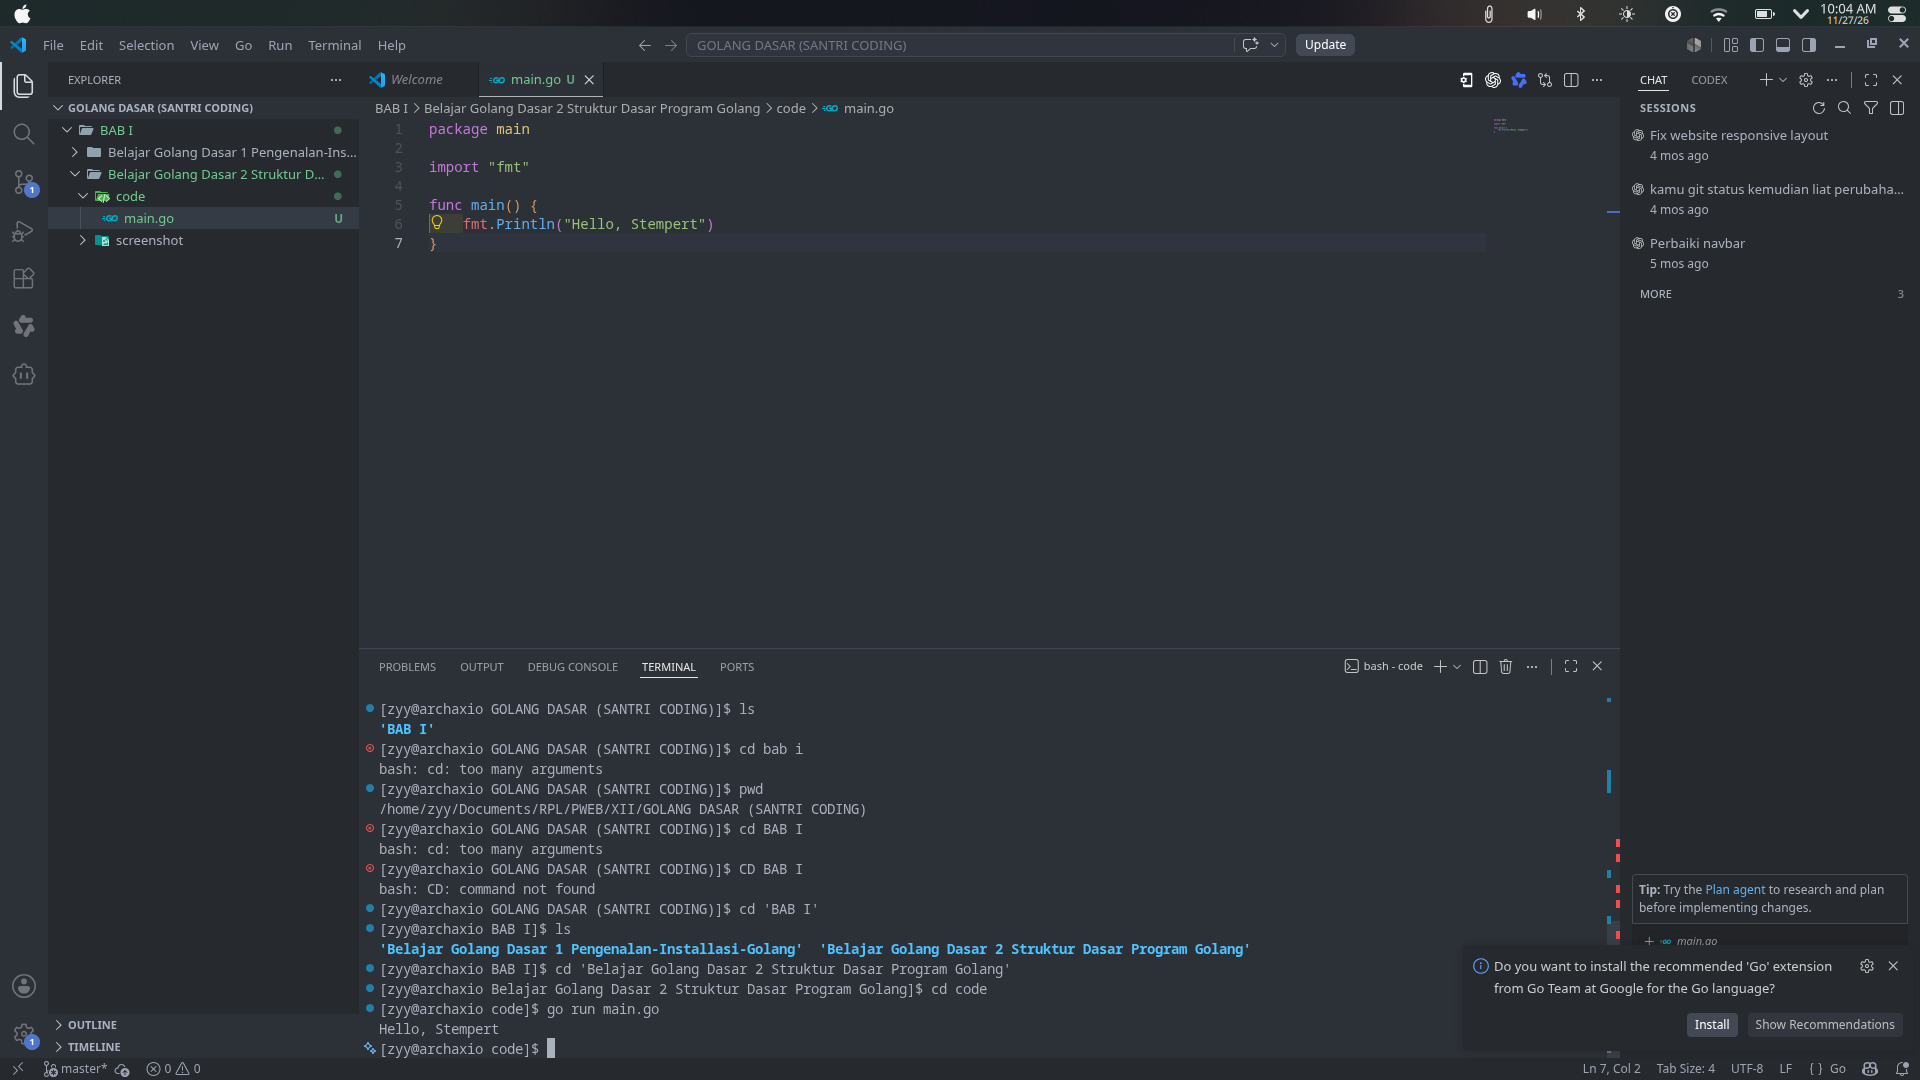 10:04 AM
11/27/26
File Edit Selection View Go Run Terminal Help
GOLANG DASAR (SANTRI CODING)
Update
EXPLORER
GOLANG DASAR (SANTRI CODING)
BAB I
Belajar Golang Dasar 1 Pengenalan-Ins...
Belajar Golang Dasar 2 Struktur D...
code
main.go U
screenshot
OUTLINE
TIMELINE
Welcome
main.go U
BAB I > Belajar Golang Dasar 2 Struktur Dasar Program Golang > code > main.go
1 package main
2
3 import "fmt"
4
5 func main() {
6 fmt.Println("Hello, Stempert")
7 }
PROBLEMS OUTPUT DEBUG CONSOLE TERMINAL PORTS
bash - code
[zyy@archaxio GOLANG DASAR (SANTRI CODING)]$ ls
'BAB I'
[zyy@archaxio GOLANG DASAR (SANTRI CODING)]$ cd bab i
bash: cd: too many arguments
[zyy@archaxio GOLANG DASAR (SANTRI CODING)]$ pwd
/home/zyy/Documents/RPL/PWEB/XII/GOLANG DASAR (SANTRI CODING)
[zyy@archaxio GOLANG DASAR (SANTRI CODING)]$ cd BAB I
bash: cd: too many arguments
[zyy@archaxio GOLANG DASAR (SANTRI CODING)]$ CD BAB I
bash: CD: command not found
[zyy@archaxio GOLANG DASAR (SANTRI CODING)]$ cd 'BAB I'
[zyy@archaxio BAB I]$ ls
'Belajar Golang Dasar 1 Pengenalan-Installasi-Golang' 'Belajar Golang Dasar 2 Struktur Dasar Program Golang'
[zyy@archaxio BAB I]$ cd 'Belajar Golang Dasar 2 Struktur Dasar Program Golang'
[zyy@archaxio Belajar Golang Dasar 2 Struktur Dasar Program Golang]$ cd code
[zyy@archaxio code]$ go run main.go
Hello, Stempert
[zyy@archaxio code]$
CHAT CODEX
SESSIONS
Fix website responsive layout
4 mos ago
kamu git status kemudian liat perubaha...
4 mos ago
Perbaiki navbar
5 mos ago
MORE 3
Tip: Try the Plan agent to research and plan
before implementing changes.
main.go
Do you want to install the recommended 'Go' extension
from Go Team at Google for the Go language?
Install Show Recommendations
1
1
master* 0 0
Ln 7, Col 2 Tab Size: 4 UTF-8 LF { } Go